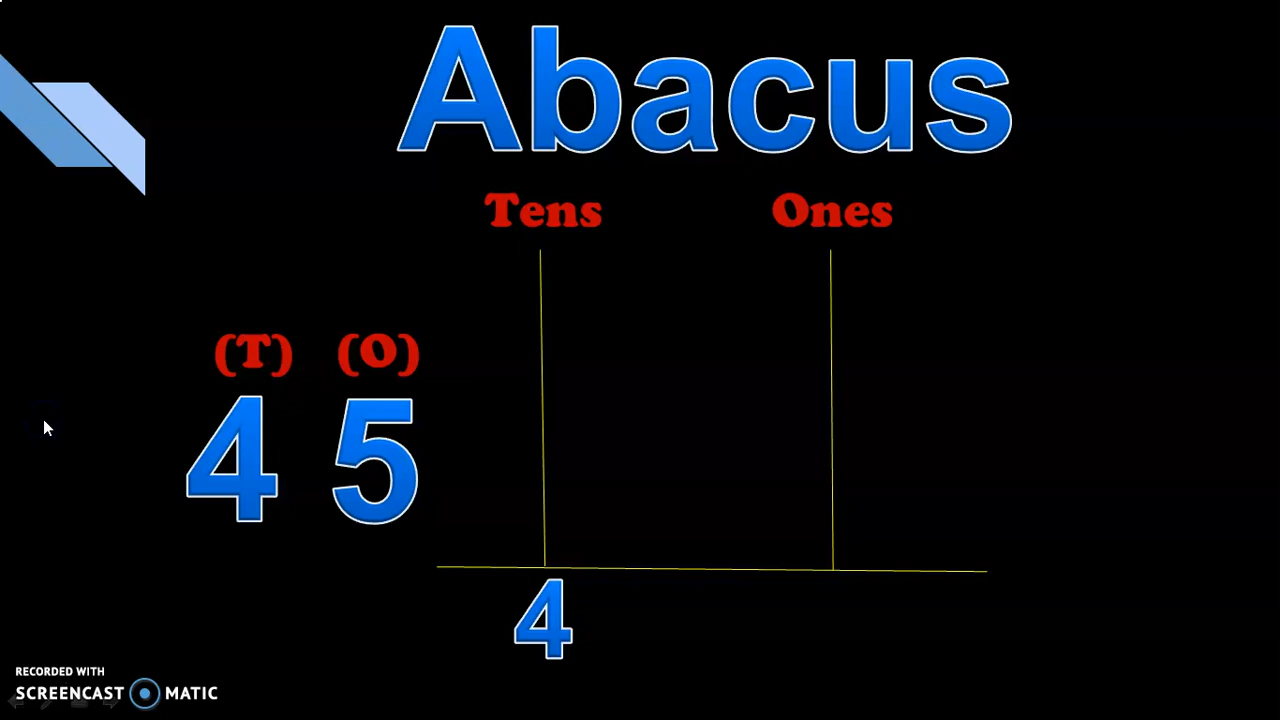 Abacus
Tens Ones
(T) (O)
4 5
4
RECORDED WITH
SCREENCAST MATIC